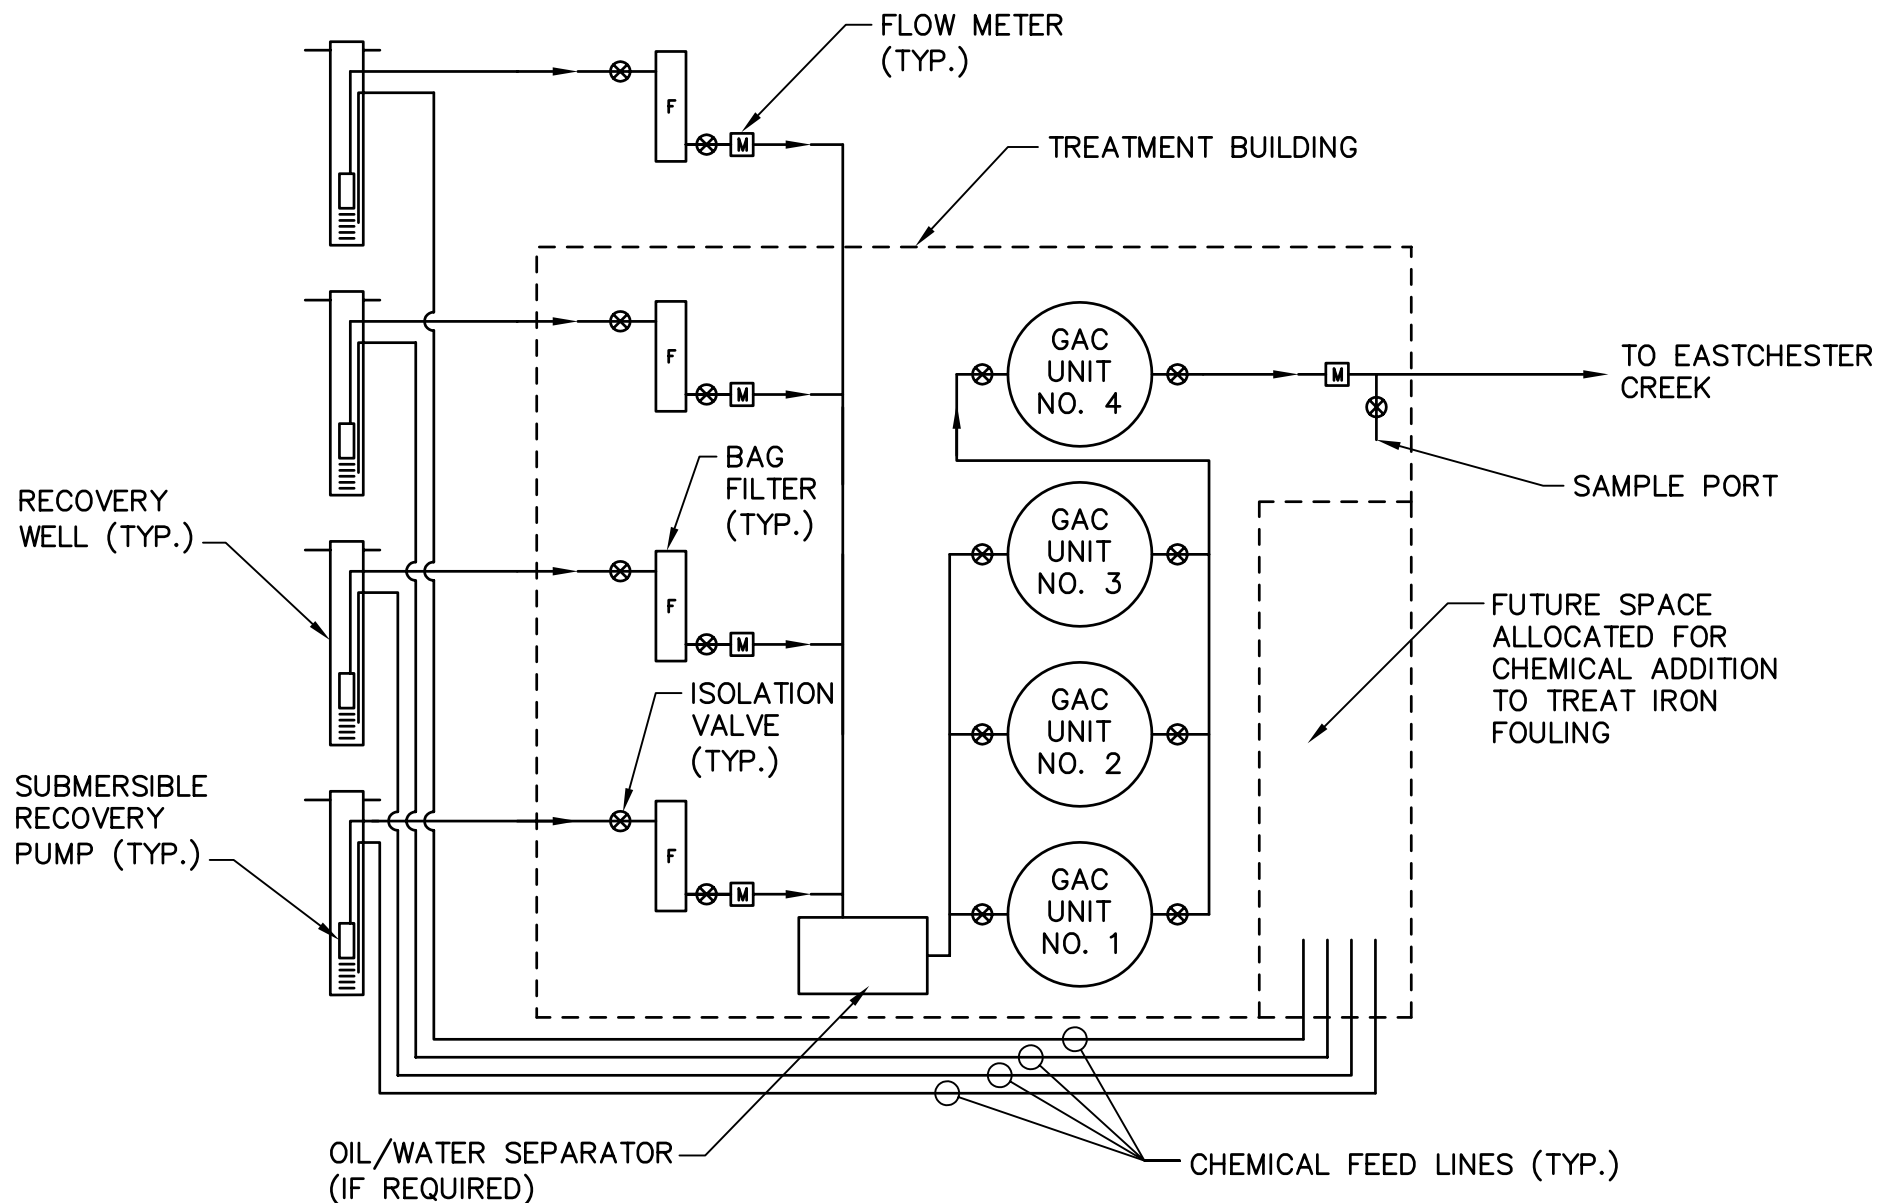 FLOW METER
(TYP.)
F
M
TREATMENT BUILDING
F
M
GAC
UNIT
NO. 4
M
TO EASTCHESTER
CREEK
SAMPLE PORT
BAG
FILTER
(TYP.)
RECOVERY
WELL (TYP.)
GAC
UNIT
NO. 3
F
M
FUTURE SPACE
ALLOCATED FOR
CHEMICAL ADDITION
TO TREAT IRON
FOULING
ISOLATION
VALVE
(TYP.)
GAC
UNIT
NO. 2
SUBMERSIBLE
RECOVERY
PUMP (TYP.)
F
M
GAC
UNIT
NO. 1
OIL/WATER SEPARATOR
(IF REQUIRED)
CHEMICAL FEED LINES (TYP.)